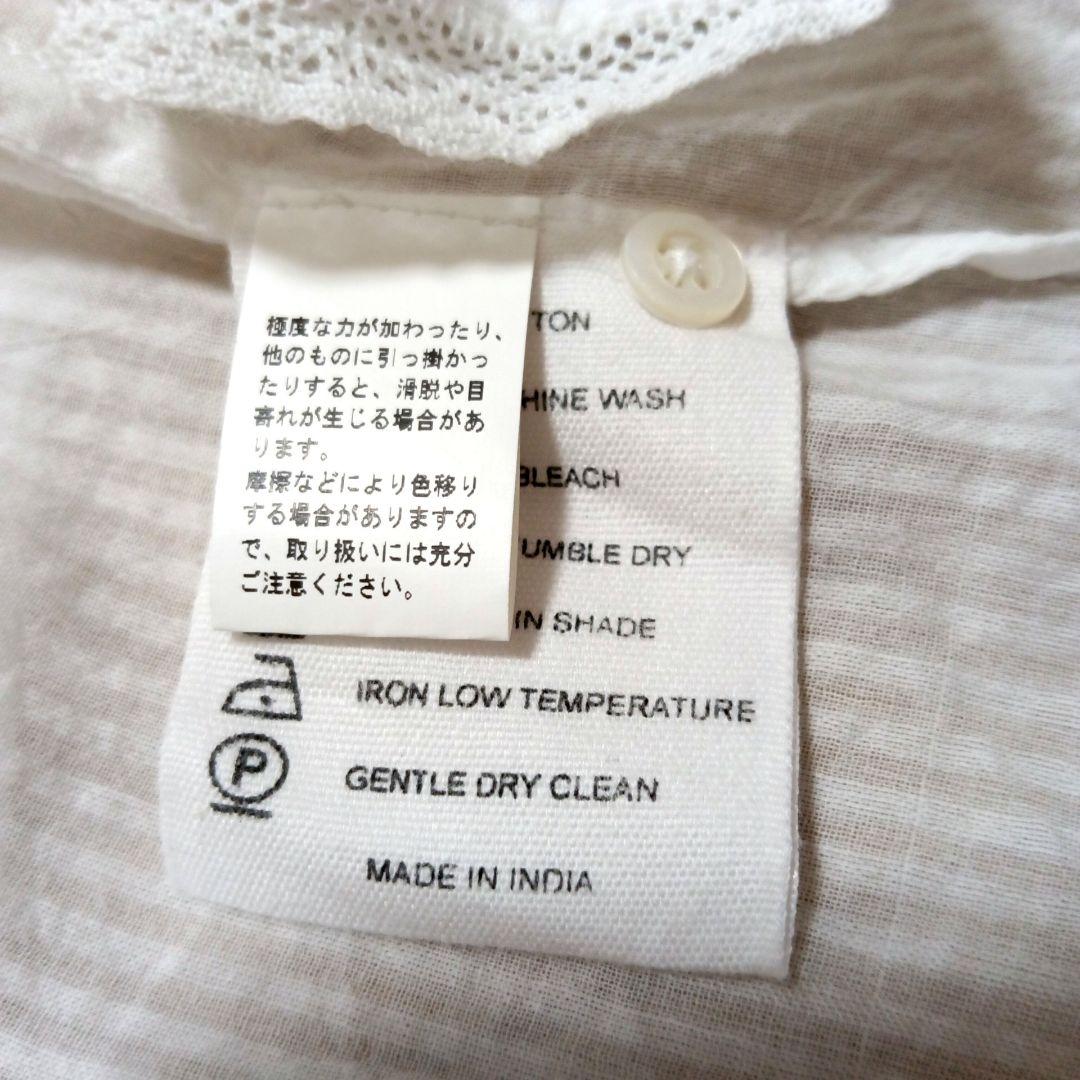 極度な力が加わったり、
他のものに引っ掛かっ
たりすると、滑脱や目
寄れが生じる場合があ
ります。
摩擦などにより色移り
する場合がありますの
で、取り扱いには充分
ご注意ください。
TON
HINE WASH
BLEACH
UMBLE DRY
IN SHADE
IRON LOW TEMPERATURE
P
GENTLE DRY CLEAN
MADE IN INDIA